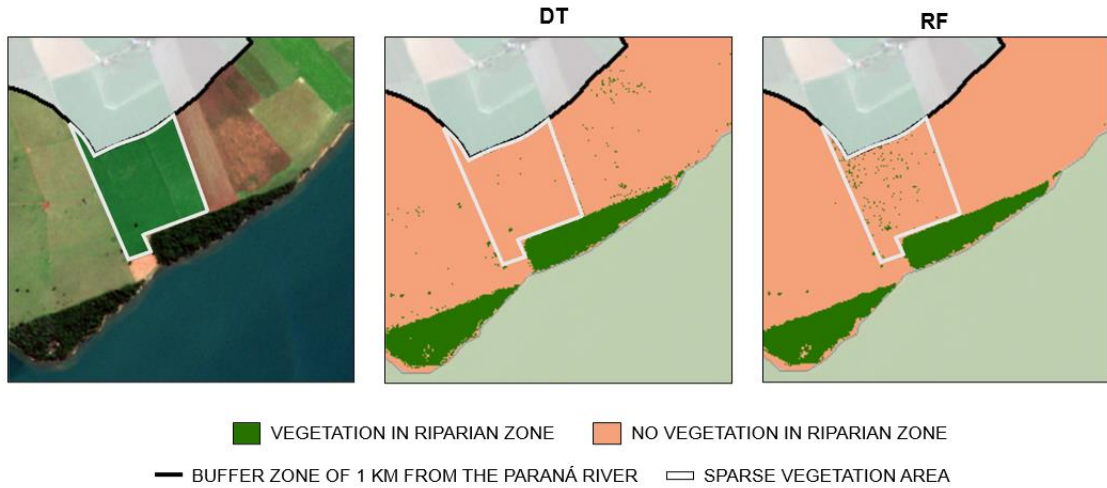 DT
RF
VEGETATION IN RIPARIAN ZONE NO VEGETATION IN RIPARIAN ZONE
BUFFER ZONE OF 1 KM FROM THE PARANÁ RIVER SPARSE VEGETATION AREA